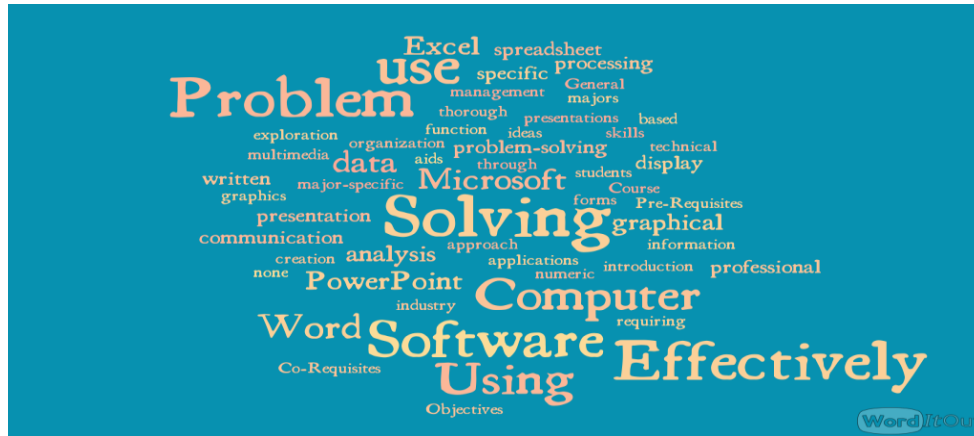 Excel spreadsheet
use specific processing
Problem management General
majors
thorough presentations based
exploration function ideas skills
organization problem-solving technical
multimedia data aids through display
written major-specific Microsoft students
graphics forms Course Pre-Requisites
presentation Solving graphical
communication approach information
creation analysis applications
none PowerPoint numeric introduction professional
industry Computer
Word Software requiring
Co-Requisites Using Effectively
Objectives
WordItOu